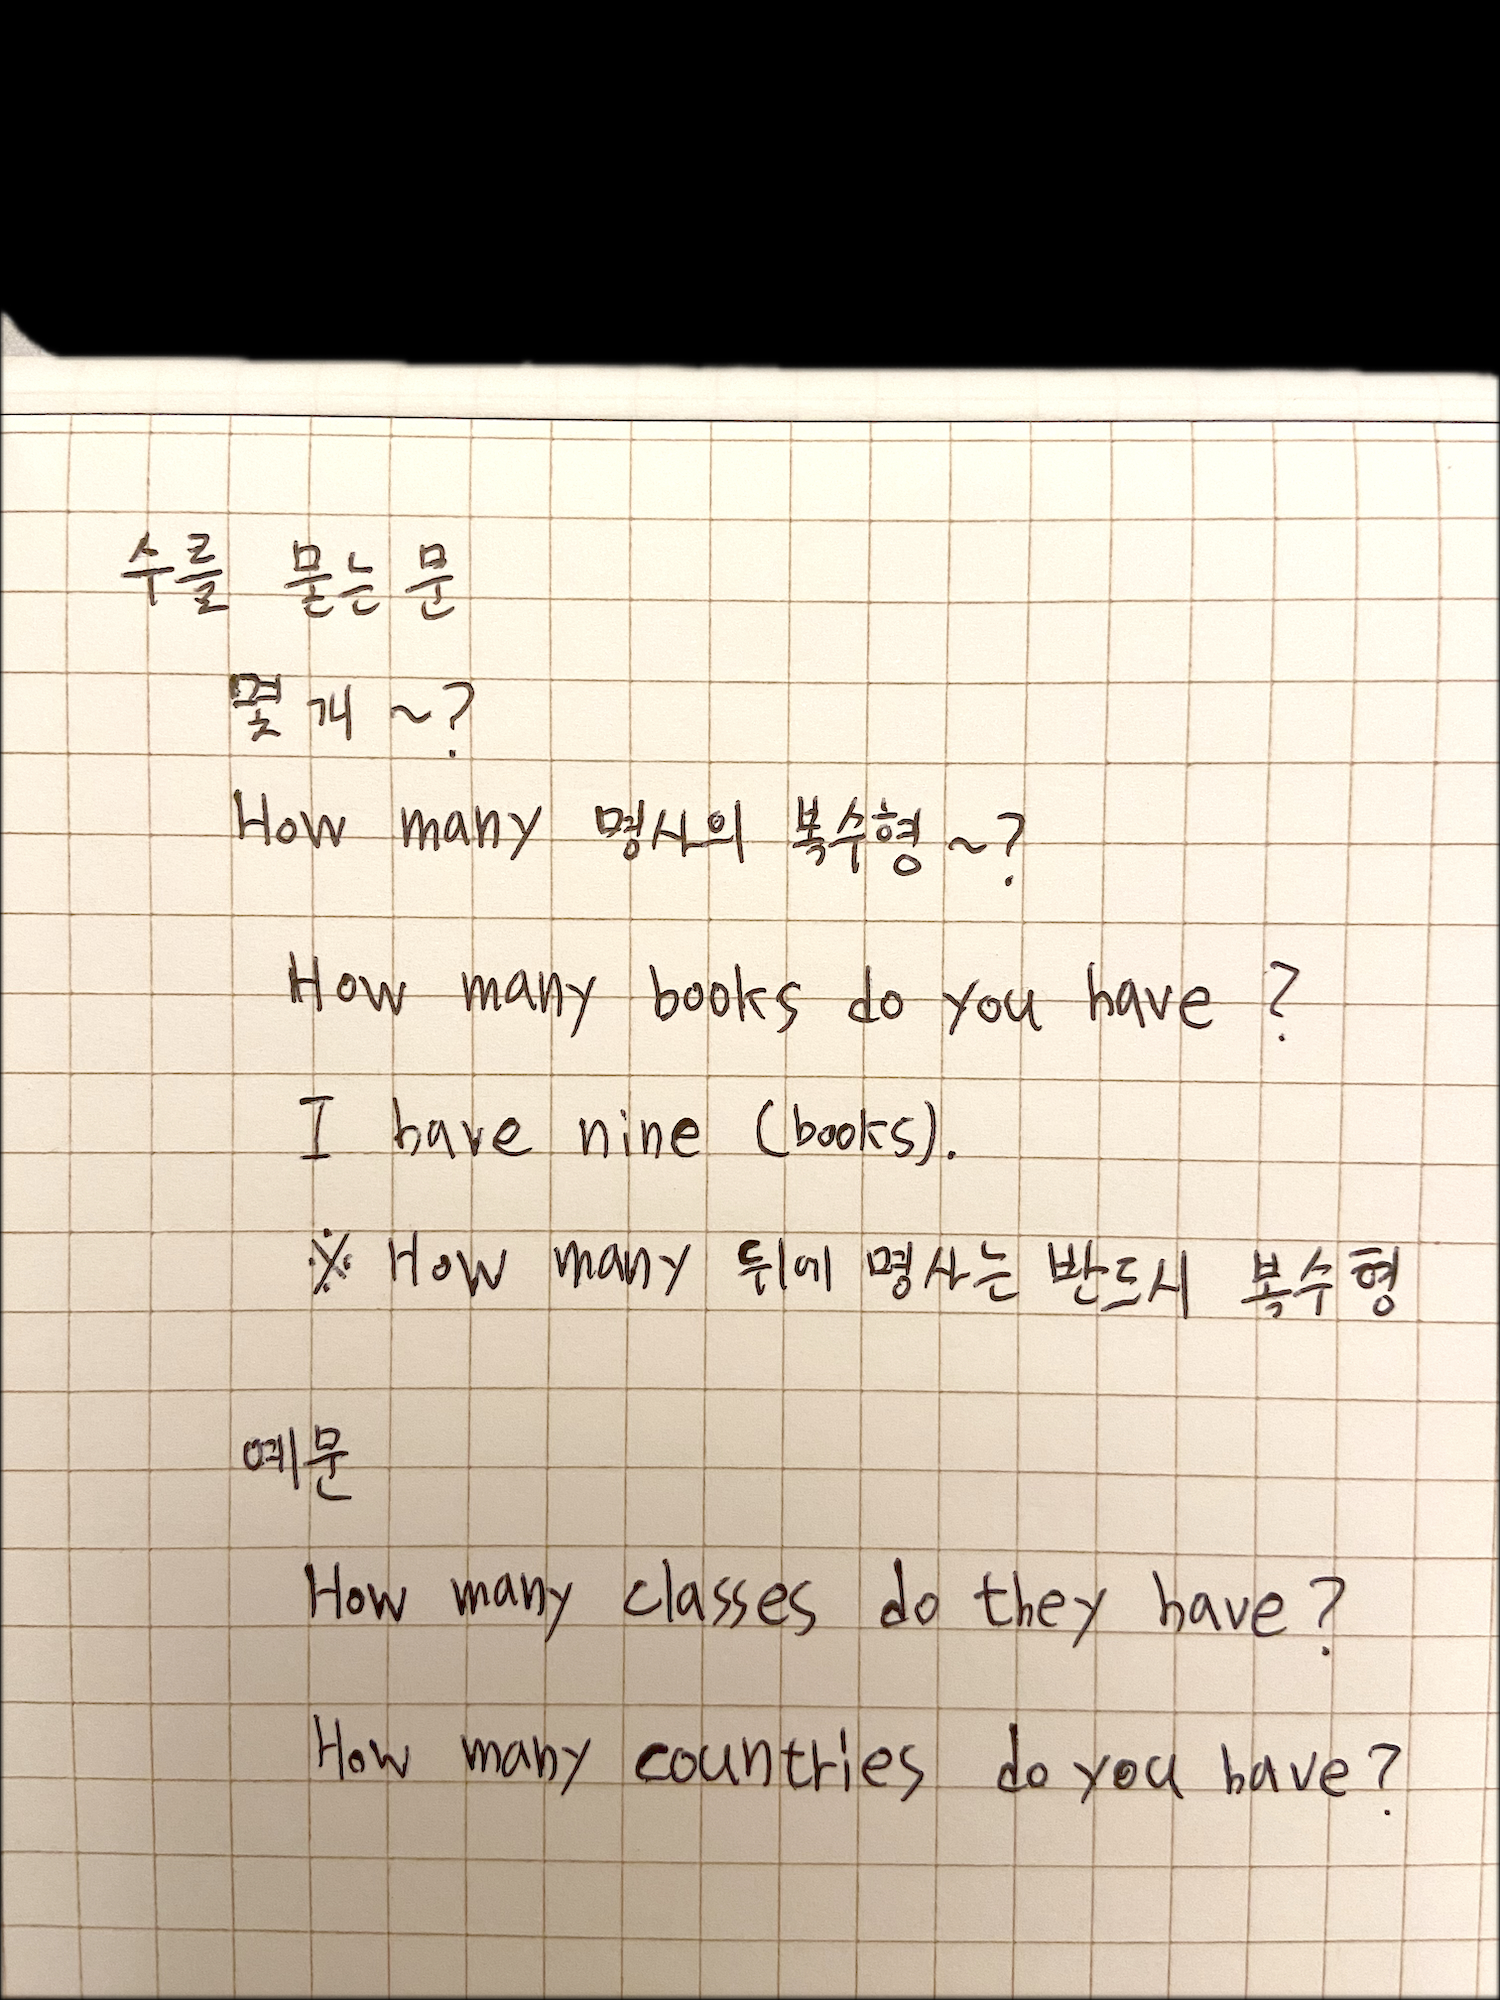 수를 묻는 문
몇 개 ~?
How many 명사의 복수형 ~?
How many books do you have ?
I have nine (books).
※ How many 뒤에 명사는 반드시 복수형
예문
How many classes do they have?
How many countries do you have?